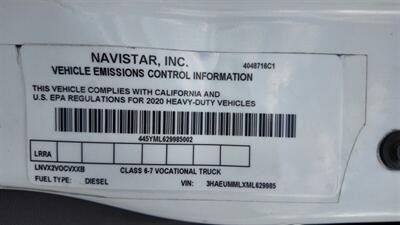 NAVISTAR, INC. 4048716C1
VEHICLE EMISSIONS CONTROL INFORMATION
THIS VEHICLE COMPLIES WITH CALIFORNIA AND
U.S. EPA REGULATIONS FOR 2020 HEAVY-DUTY VEHICLES
445YML629985002
LRRA
LNVX2VOCVXXB CLASS 6-7 VOCATIONAL TRUCK
FUEL TYPE: DIESEL VIN: 3HAEUMMLXML629985